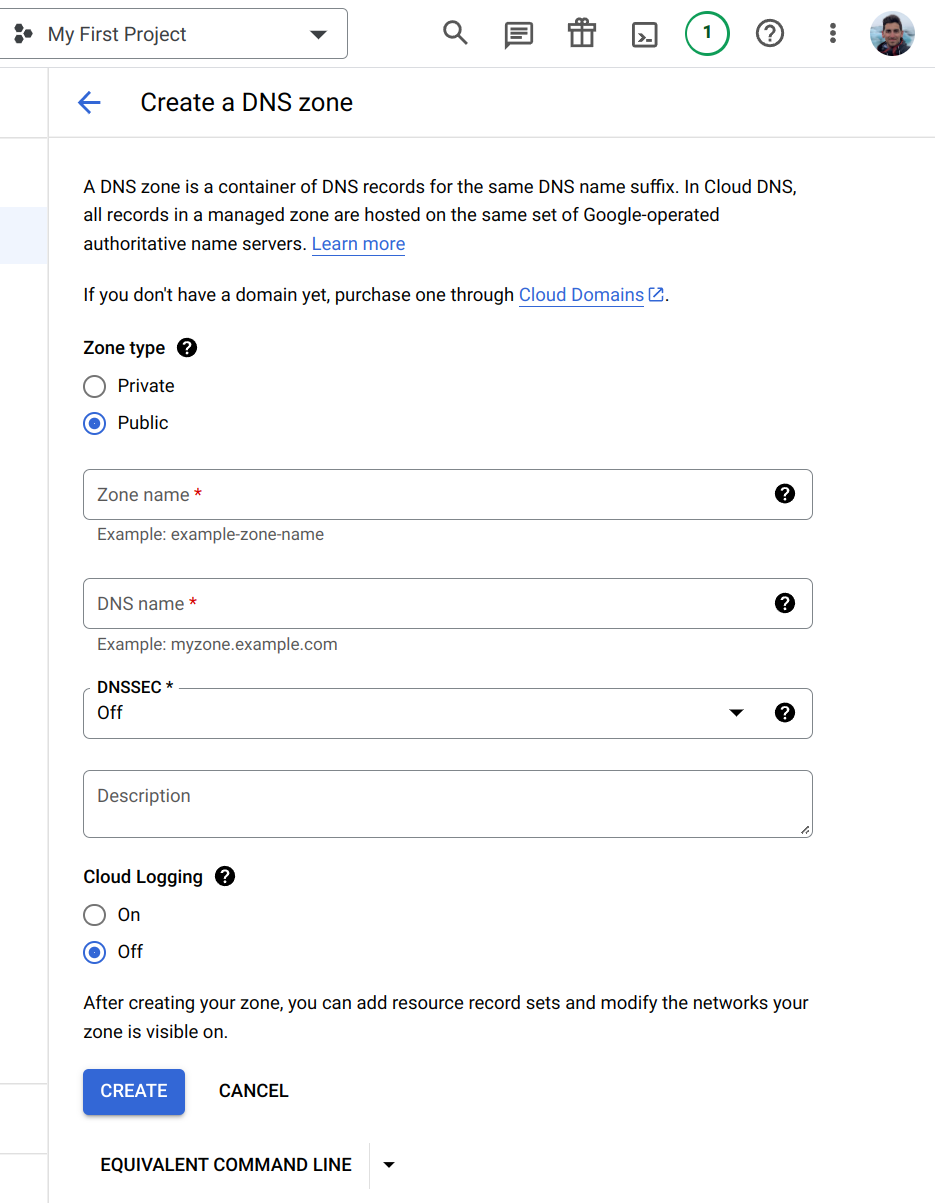 My First Project
1
Create a DNS zone
A DNS zone is a container of DNS records for the same DNS name suffix. In Cloud DNS,
all records in a managed zone are hosted on the same set of Google-operated
authoritative name servers. Learn more
If you don't have a domain yet, purchase one through Cloud Domains.
Zone type
Private
Public
Zone name *
Example: example-zone-name
DNS name *
Example: myzone.example.com
DNSSEC *
Off
Description
Cloud Logging
On
Off
After creating your zone, you can add resource record sets and modify the networks your
zone is visible on.
CREATE CANCEL
EQUIVALENT COMMAND LINE